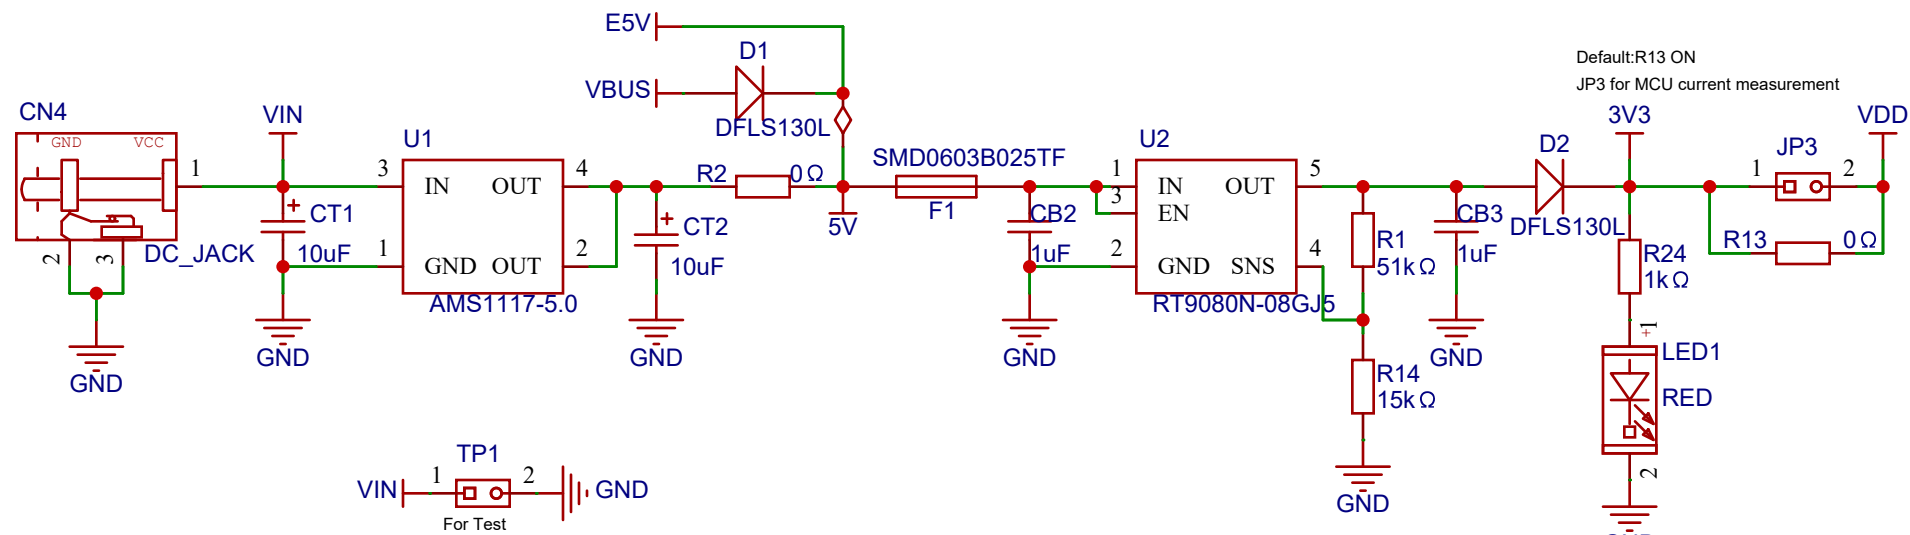 E5V
D1
VBUS
DFLS130L
Default:R13 ON
JP3 for MCU current measurement
CN4
GND
VCC
1
2
3
DC_JACK
GND
VIN
+
CT1
10uF
GND
U1
3
IN
OUT
4
1
GND
OUT
2
AMS1117-5.0
+
CT2
10uF
GND
R2
0Ω
5V
SMD0603B025TF
F1
CB2
1uF
GND
U2
1
IN
OUT
5
3
EN
2
GND
SNS
4
RT9080N-08GJ5
R1
51kΩ
R14
15kΩ
GND
CB3
1uF
GND
D2
DFLS130L
3V3
JP3
1
2
VDD
R13
0Ω
R24
1kΩ
+1
LED1
RED
2
TP1
VIN
1
2
GND
For Test